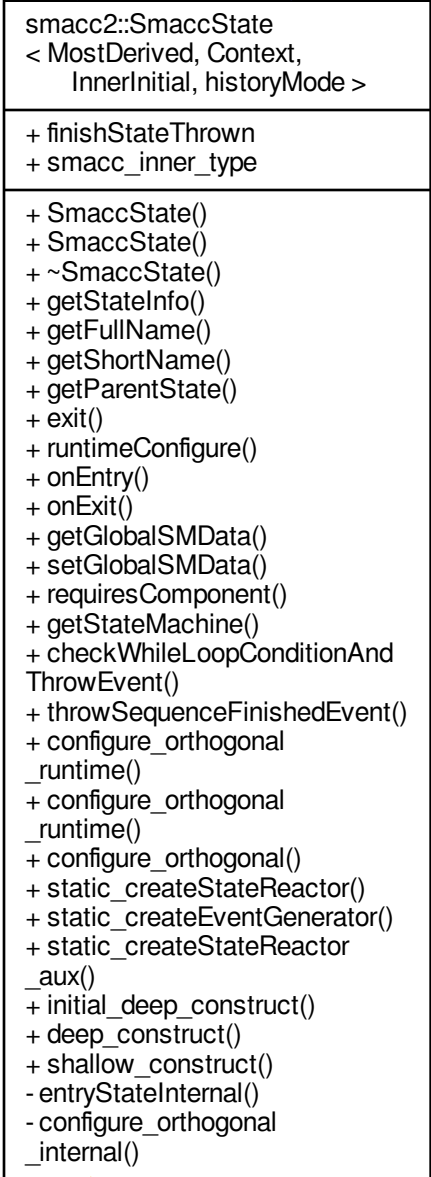 smacc2::SmaccState
< MostDerived, Context,
InnerInitial, historyMode >
+ finishStateThrown
+ smacc_inner_type
+ SmaccState()
+ SmaccState()
+ ~SmaccState()
+ getStateInfo()
+ getFullName()
+ getShortName()
+ getParentState()
+ exit()
+ runtimeConfigure()
+ onEntry()
+ onExit()
+ getGlobalSMData()
+ setGlobalSMData()
+ requiresComponent()
+ getStateMachine()
+ checkWhileLoopConditionAnd
ThrowEvent()
+ throwSequenceFinishedEvent()
+ configure_orthogonal
_runtime()
+ configure_orthogonal
_runtime()
+ configure_orthogonal()
+ static_createStateReactor()
+ static_createEventGenerator()
+ static_createStateReactor
_aux()
+ initial_deep_construct()
+ deep_construct()
+ shallow_construct()
- entryStateInternal()
- configure_orthogonal
_internal()